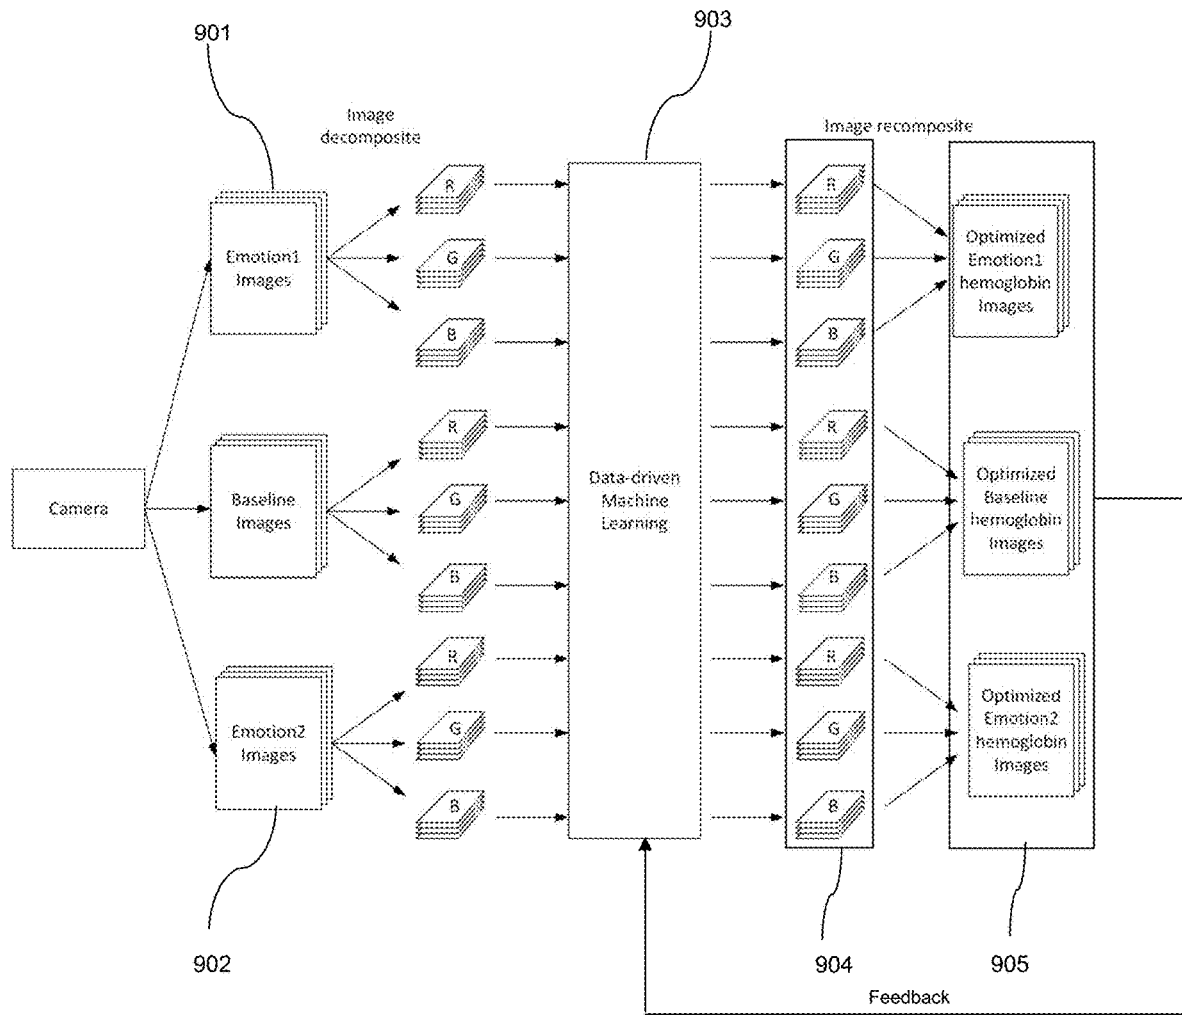 901
903
Image
decomposite
Image recomposite
R
R
Emotion1
Images
G
G
Optimized
Emotion1
hemoglobin
Images
B
B
R
R
Camera
Baseline
Images
G
Data-driven
Machine
Learning
G
Optimized
Baseline
hemoglobin
Images
B
B
R
R
Emotion2
Images
G
G
Optimized
Emotion2
hemoglobin
Images
B
B
902
904
905
Feedback